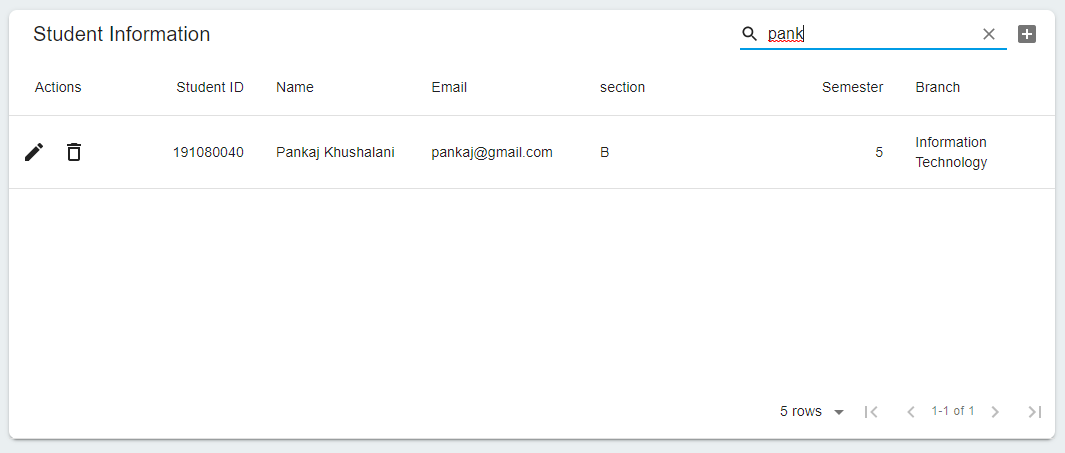 Student Information pank
Actions Student ID Name Email section Semester Branch
191080040 Pankaj Khushalani pankaj@gmail.com B 5 Information
Technology
5 rows 1-1 of 1